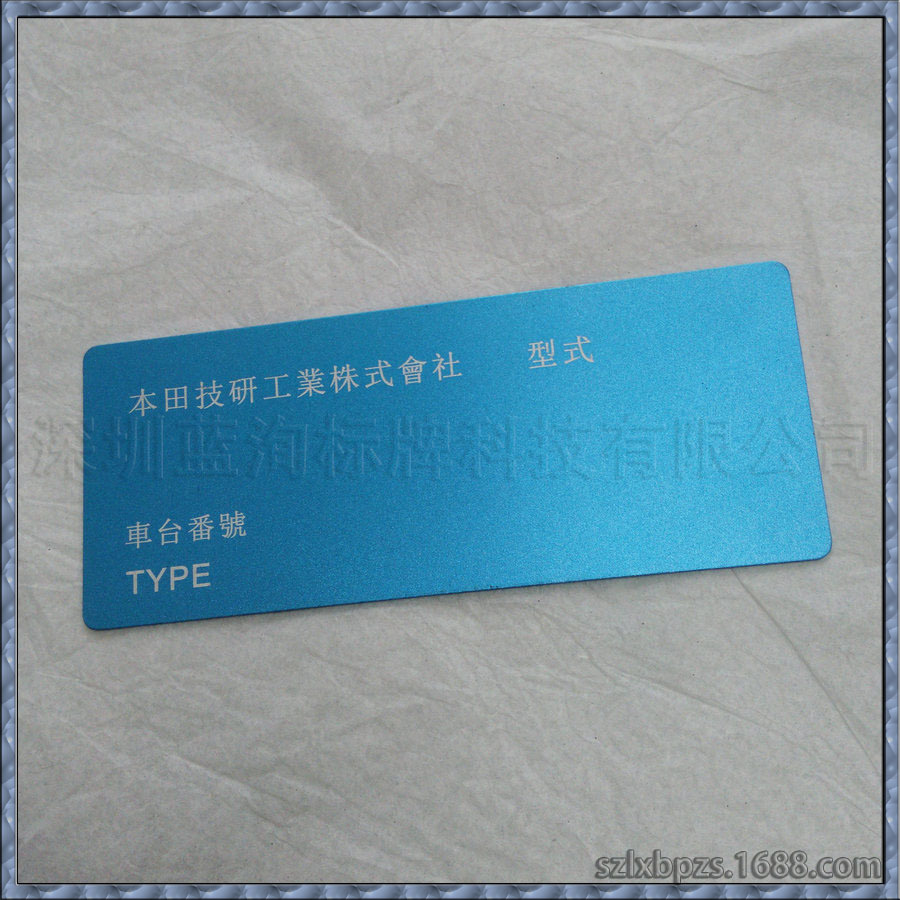 本田技研工業株式會社 型式
深圳蓝洵标牌科技有限公司
車台番號
TYPE
szlxbpzs.1688.com